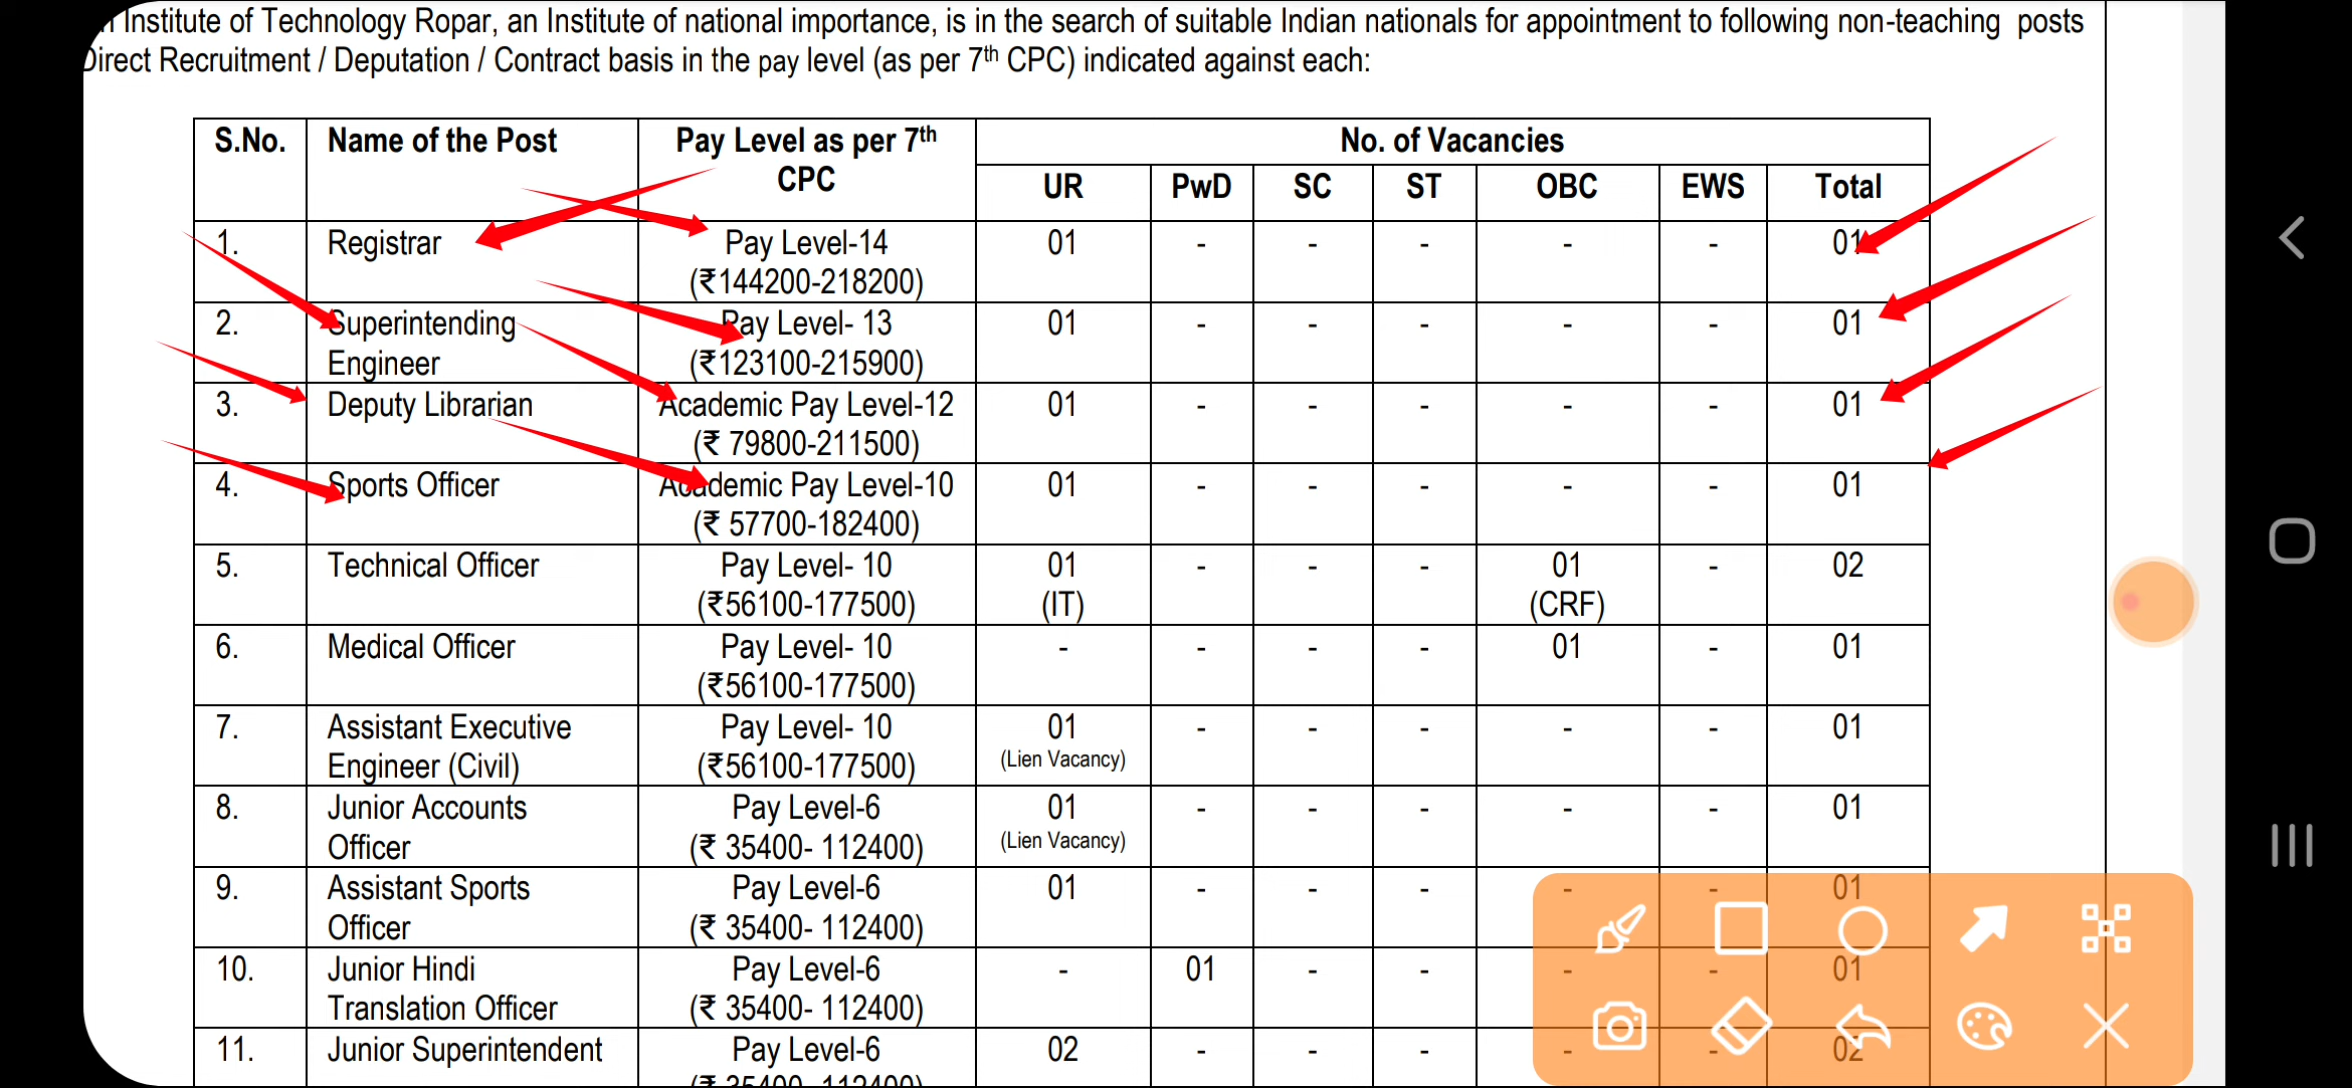 Institute of Technology Ropar, an Institute of national importance, is in the search of suitable Indian nationals for appointment to following non-teaching posts
Direct Recruitment / Deputation / Contract basis in the pay level (as per 7th CPC) indicated against each:
S.No. Name of the Post Pay Level as per 7th CPC No. of Vacancies
UR PwD SC ST OBC EWS Total
1. Registrar Pay Level-14 01 - - - - - 01
(₹144200-218200)
2. Superintending Pay Level- 13 01 - - - - - 01
Engineer (₹123100-215900)
3. Deputy Librarian Academic Pay Level-12 01 - - - - - 01
(₹ 79800-211500)
4. Sports Officer Academic Pay Level-10 01 - - - - - 01
(₹ 57700-182400)
5. Technical Officer Pay Level- 10 01 - - - 01 - 02
(₹56100-177500) (IT) (CRF)
6. Medical Officer Pay Level- 10 - - - - 01 - 01
(₹56100-177500)
7. Assistant Executive Pay Level- 10 01 - - - - - 01
Engineer (Civil) (₹56100-177500) (Lien Vacancy)
8. Junior Accounts Pay Level-6 01 - - - - - 01
Officer (₹ 35400- 112400) (Lien Vacancy)
9. Assistant Sports Pay Level-6 01 - - - - - 01
Officer (₹ 35400- 112400)
10. Junior Hindi Pay Level-6 - 01 - - - - 01
Translation Officer (₹ 35400- 112400)
11. Junior Superintendent Pay Level-6 02 - - - - - 02
(₹ 35400- 112400)